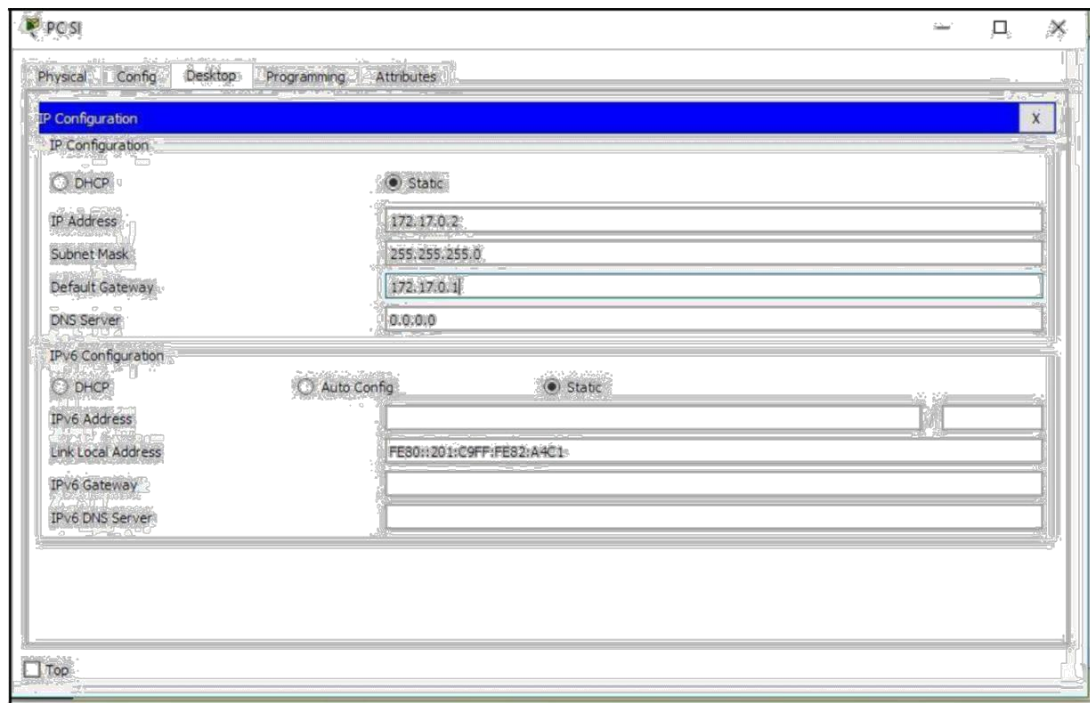 PC SI
Physical Config Desktop Programming Attributes
IP Configuration X
IP Configuration
DHCP Static
IP Address 172.17.0.2
Subnet Mask 255.255.255.0
Default Gateway 172.17.0.1
DNS Server 0.0.0.0
IPv6 Configuration
DHCP Auto Config Static
IPv6 Address /
Link Local Address FE80::201:C9FF:FE82:A4C1
IPv6 Gateway
IPv6 DNS Server
Top